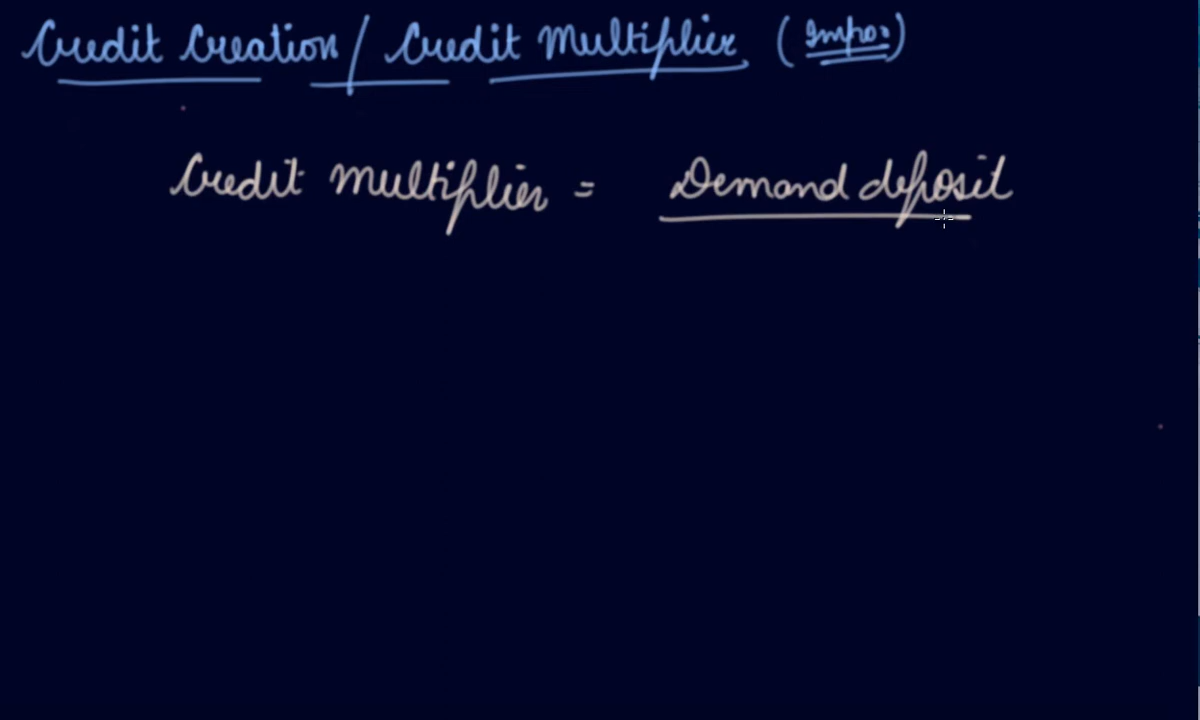 Credit Creation / Credit Multiplier (Impo:)
Credit multiplier = Demand deposit